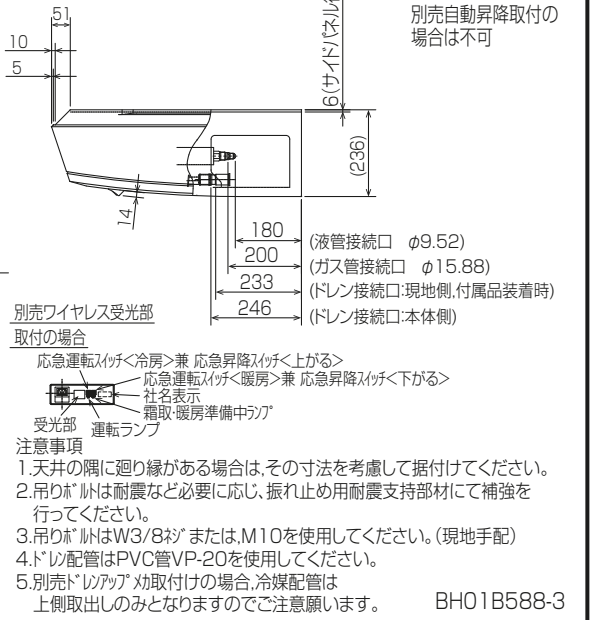 51
別売自動昇降取付の
場合は不可
10
5
6(サイドパネル
(236)
14
180 (液管接続口 φ9.52)
200 (ガス管接続口 φ15.88)
233 (ドレン接続口:現地側,付属品装着時)
246 (ドレン接続口:本体側)
別売ワイヤレス受光部
取付の場合
応急運転スイッチ<冷房>兼 応急昇降スイッチ<上がる>
応急運転スイッチ<暖房>兼 応急昇降スイッチ<下がる>
社名表示
霜取・暖房準備中ランプ
受光部 運転ランプ
注意事項
1.天井の隅に廻り縁がある場合は,その寸法を考慮して据付けてください。
2.吊りボルトは耐震など必要に応じ、振れ止め用耐震支持部材にて補強を
行ってください。
3.吊りボルトはW3/8ネジまたは,M10を使用してください。(現地手配)
4.ドレン配管はPVC管VP-20を使用してください。
5.別売ドレンアップメカ取付けの場合,冷媒配管は
上側取出しのみとなりますのでご注意願います。
BH01B588-3